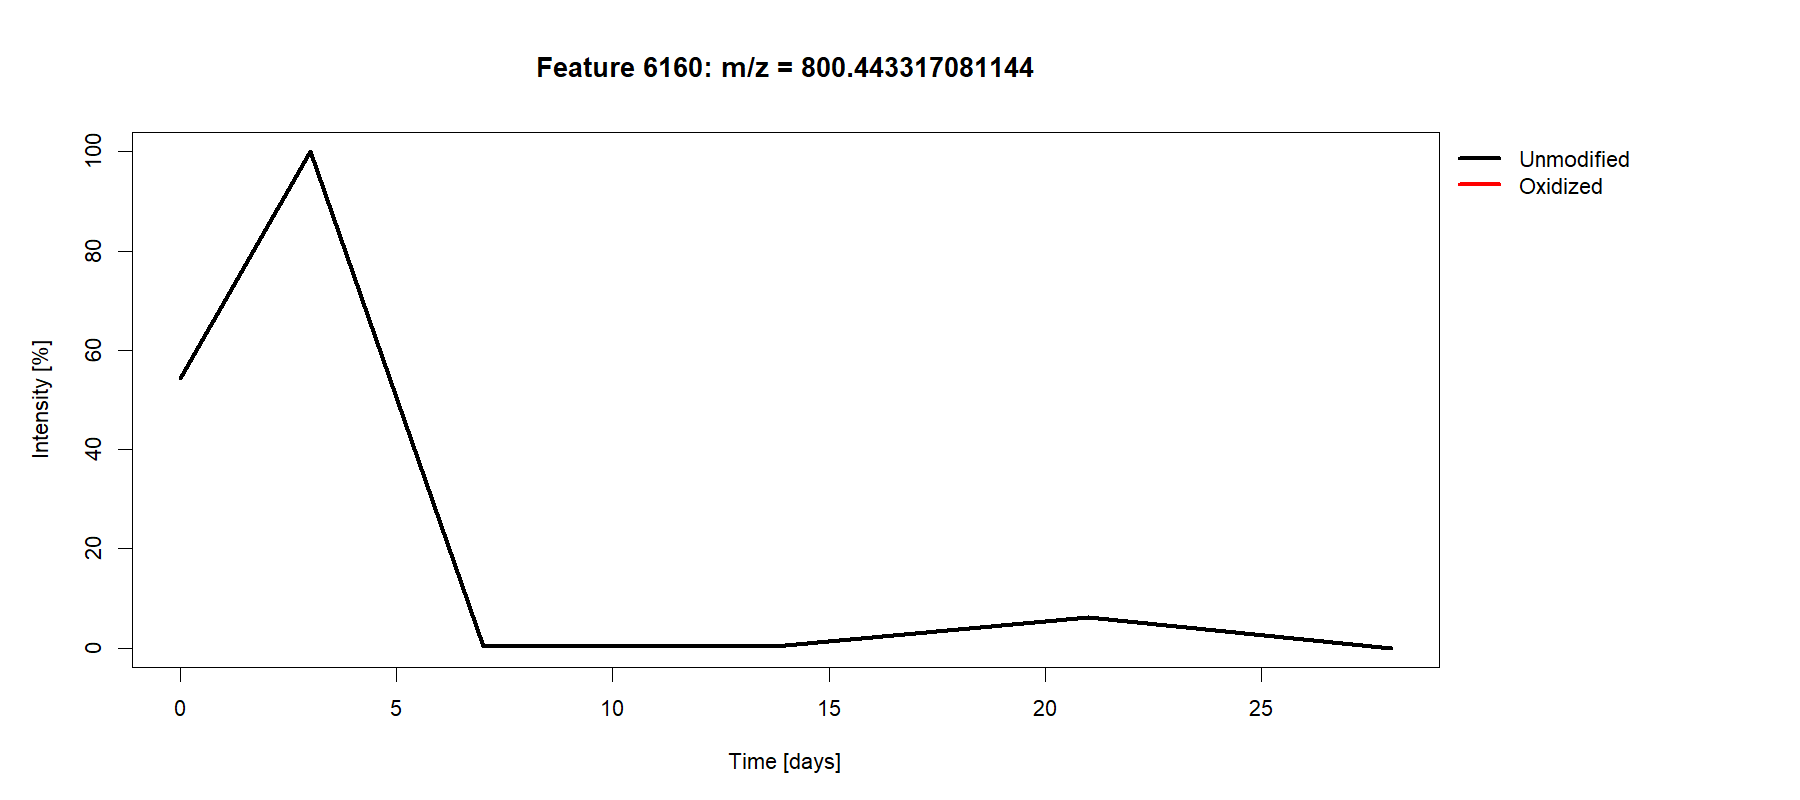 Feature 6160: m/z = 800.443317081144
Unmodified
Oxidized
Intensity [%]
100
80
60
40
20
0
0 5 10 15 20 25
Time [days]